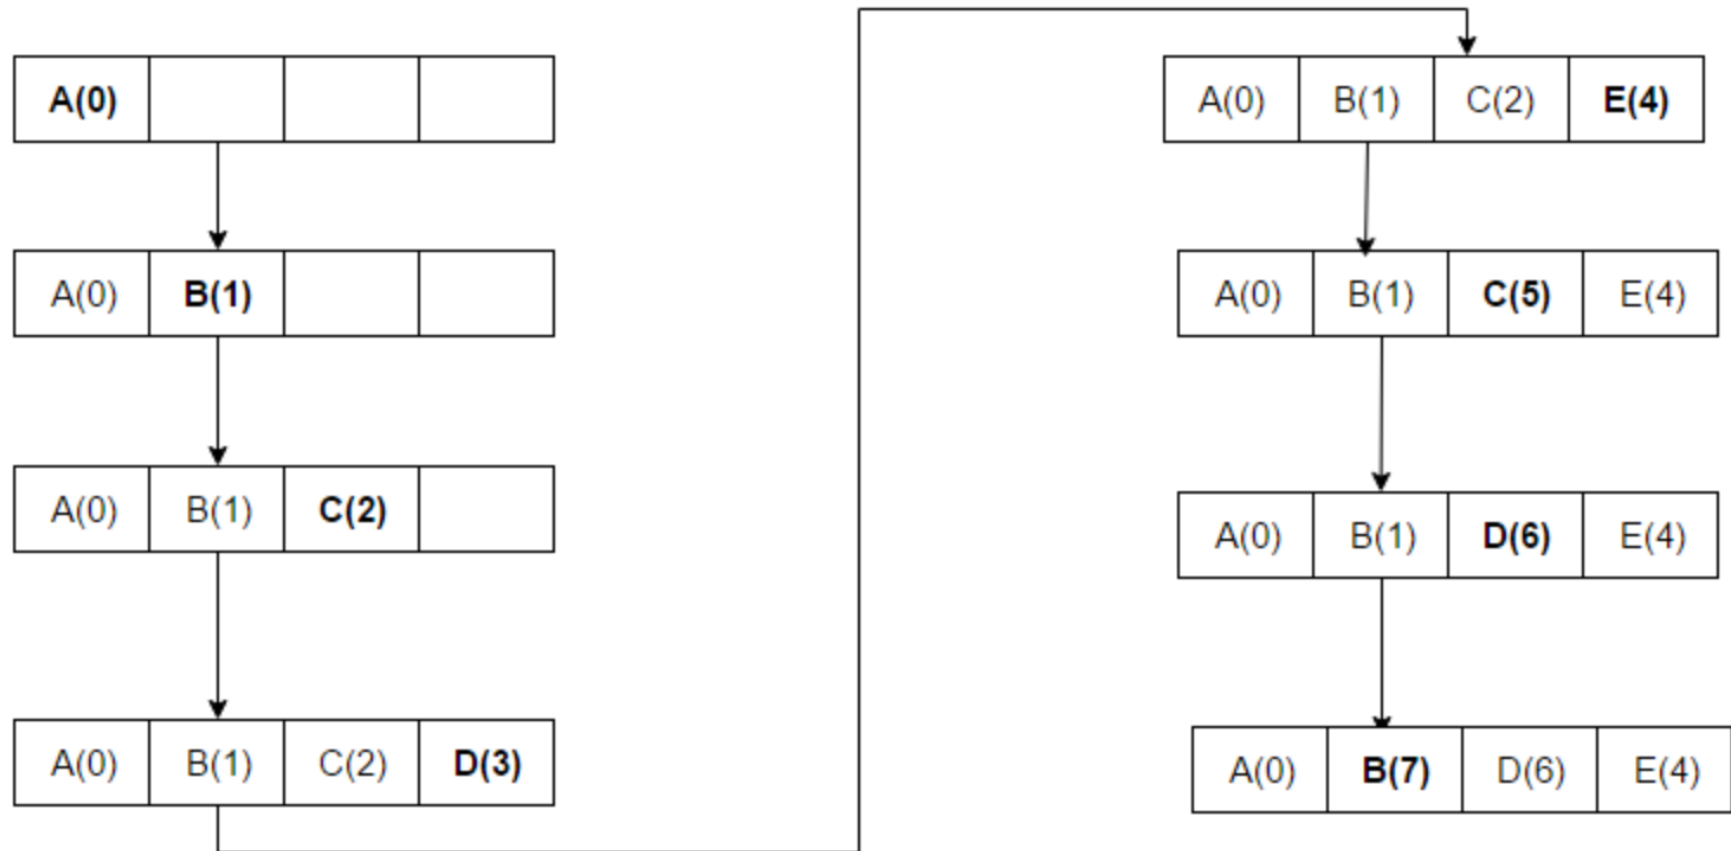 A(0)
A(0) B(1)
A(0) B(1) C(2)
A(0) B(1) C(2) D(3)
A(0) B(1) C(2) E(4)
A(0) B(1) C(5) E(4)
A(0) B(1) D(6) E(4)
A(0) B(7) D(6) E(4)